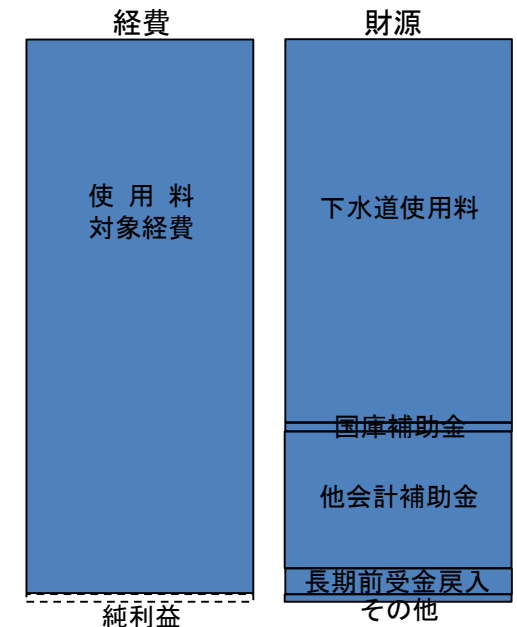 経費
使 用 料
対象経費
純利益
財源
下水道使用料
国庫補助金
他会計補助金
長期前受金戻入
その他